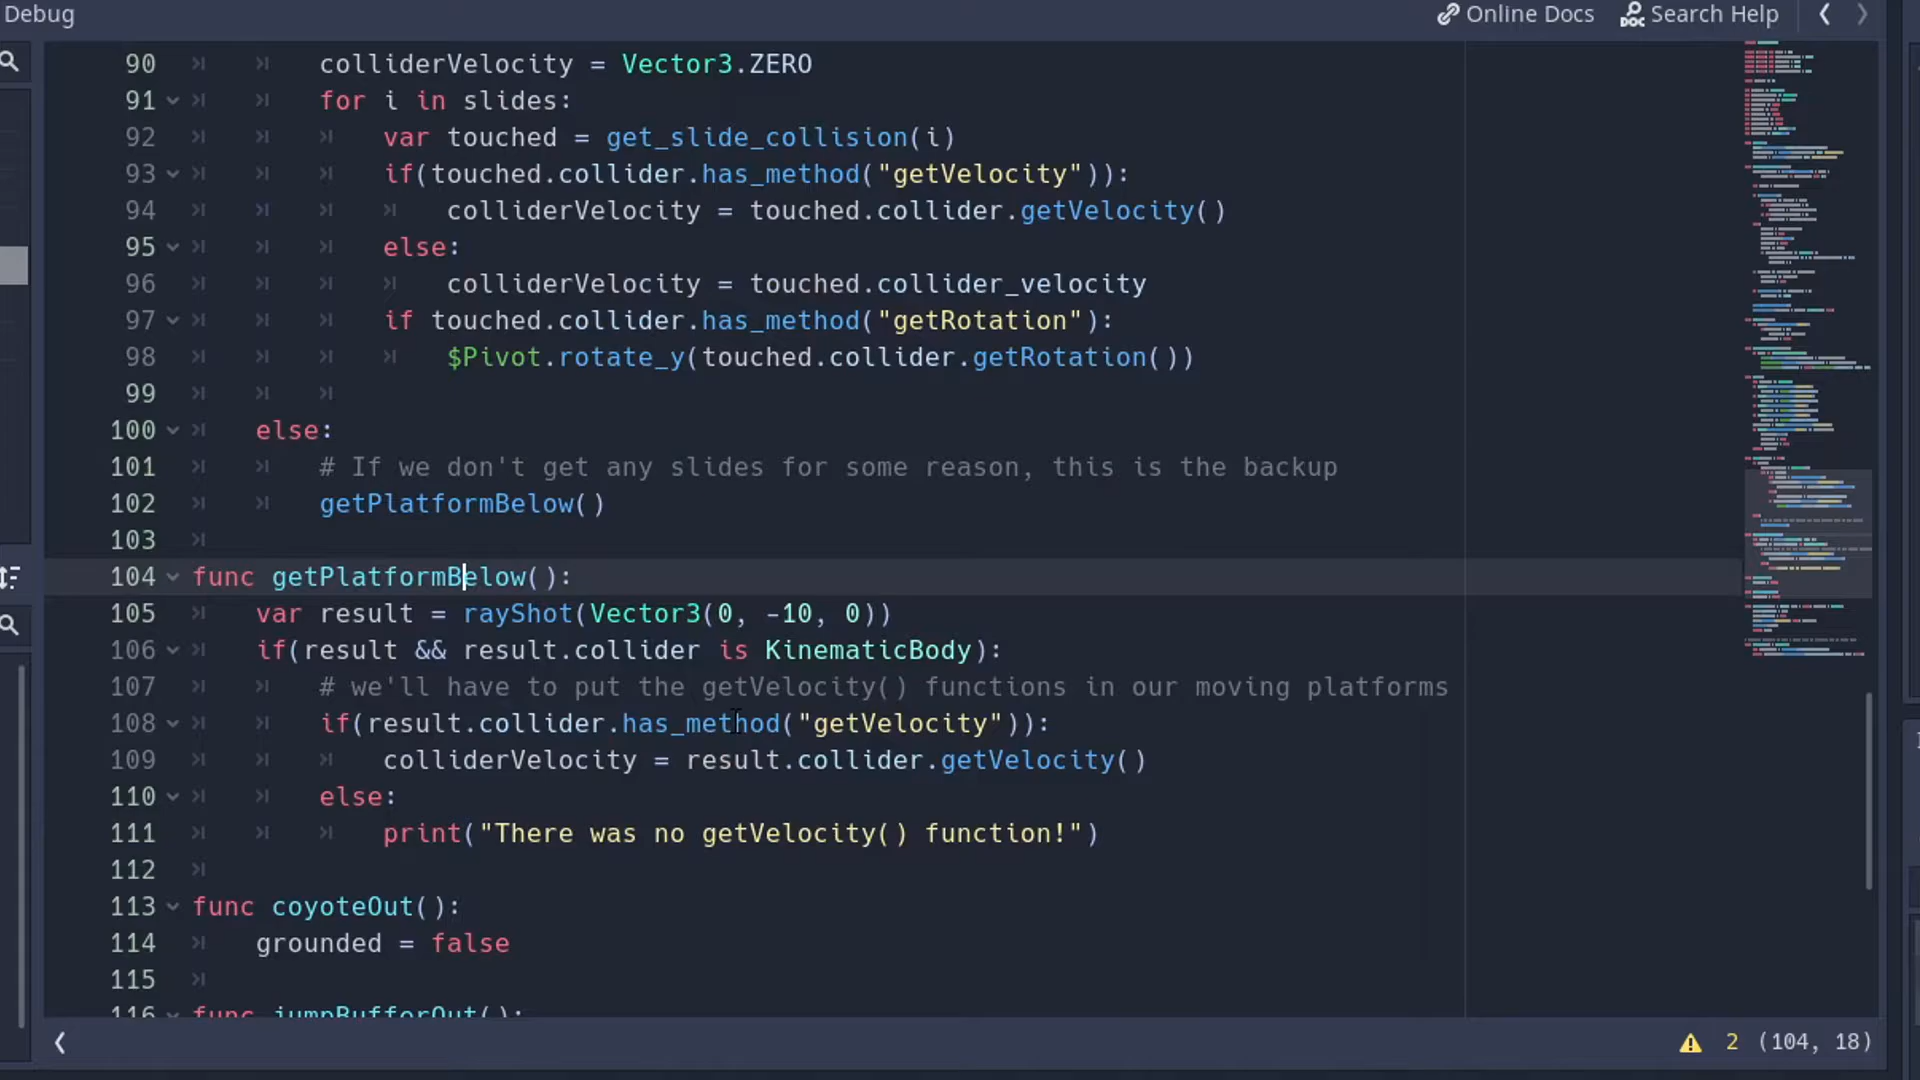 Debug
Online Docs
Search Help
90 colliderVelocity = Vector3.ZERO
91 for i in slides:
92 var touched = get_slide_collision(i)
93 if(touched.collider.has_method("getVelocity")):
94 colliderVelocity = touched.collider.getVelocity()
95 else:
96 colliderVelocity = touched.collider_velocity
97 if touched.collider.has_method("getRotation"):
98 $Pivot.rotate_y(touched.collider.getRotation())
99
100 else:
101 # If we don't get any slides for some reason, this is the backup
102 getPlatformBelow()
103
104 func getPlatformBelow():
105 var result = rayShot(Vector3(0, -10, 0))
106 if(result && result.collider is KinematicBody):
107 # we'll have to put the getVelocity() functions in our moving platforms
108 if(result.collider.has_method("getVelocity")):
109 colliderVelocity = result.collider.getVelocity()
110 else:
111 print("There was no getVelocity() function!")
112
113 func coyoteOut():
114 grounded = false
115
116 func jumpBufferOut():
2 (104, 18)